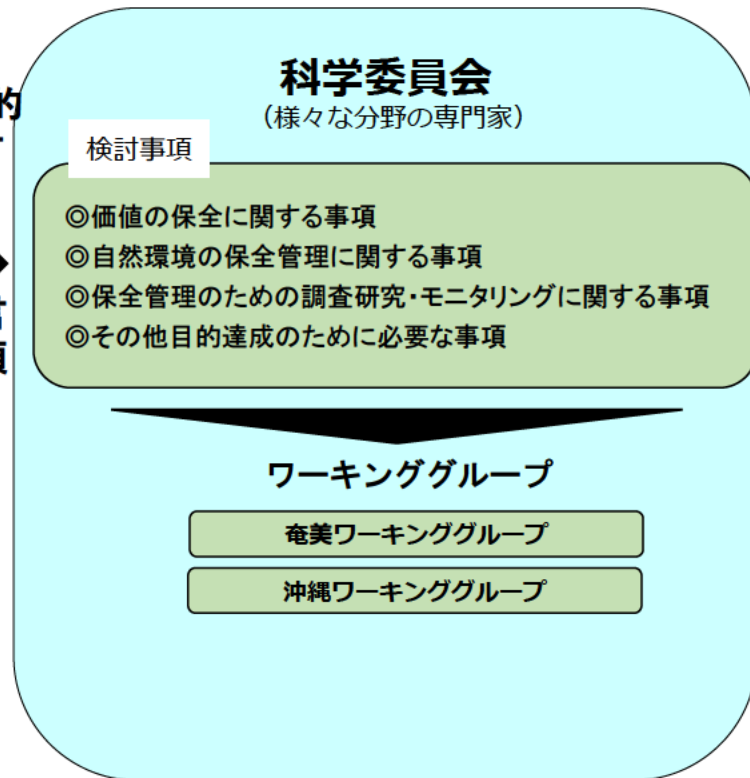 科学委員会
（様々な分野の専門家）
検討事項
◎価値の保全に関する事項
◎自然環境の保全管理に関する事項
◎保全管理のための調査研究・モニタリングに関する事項
◎その他目的達成のために必要な事項
ワーキンググループ
奄美ワーキンググループ
沖縄ワーキンググループ
的